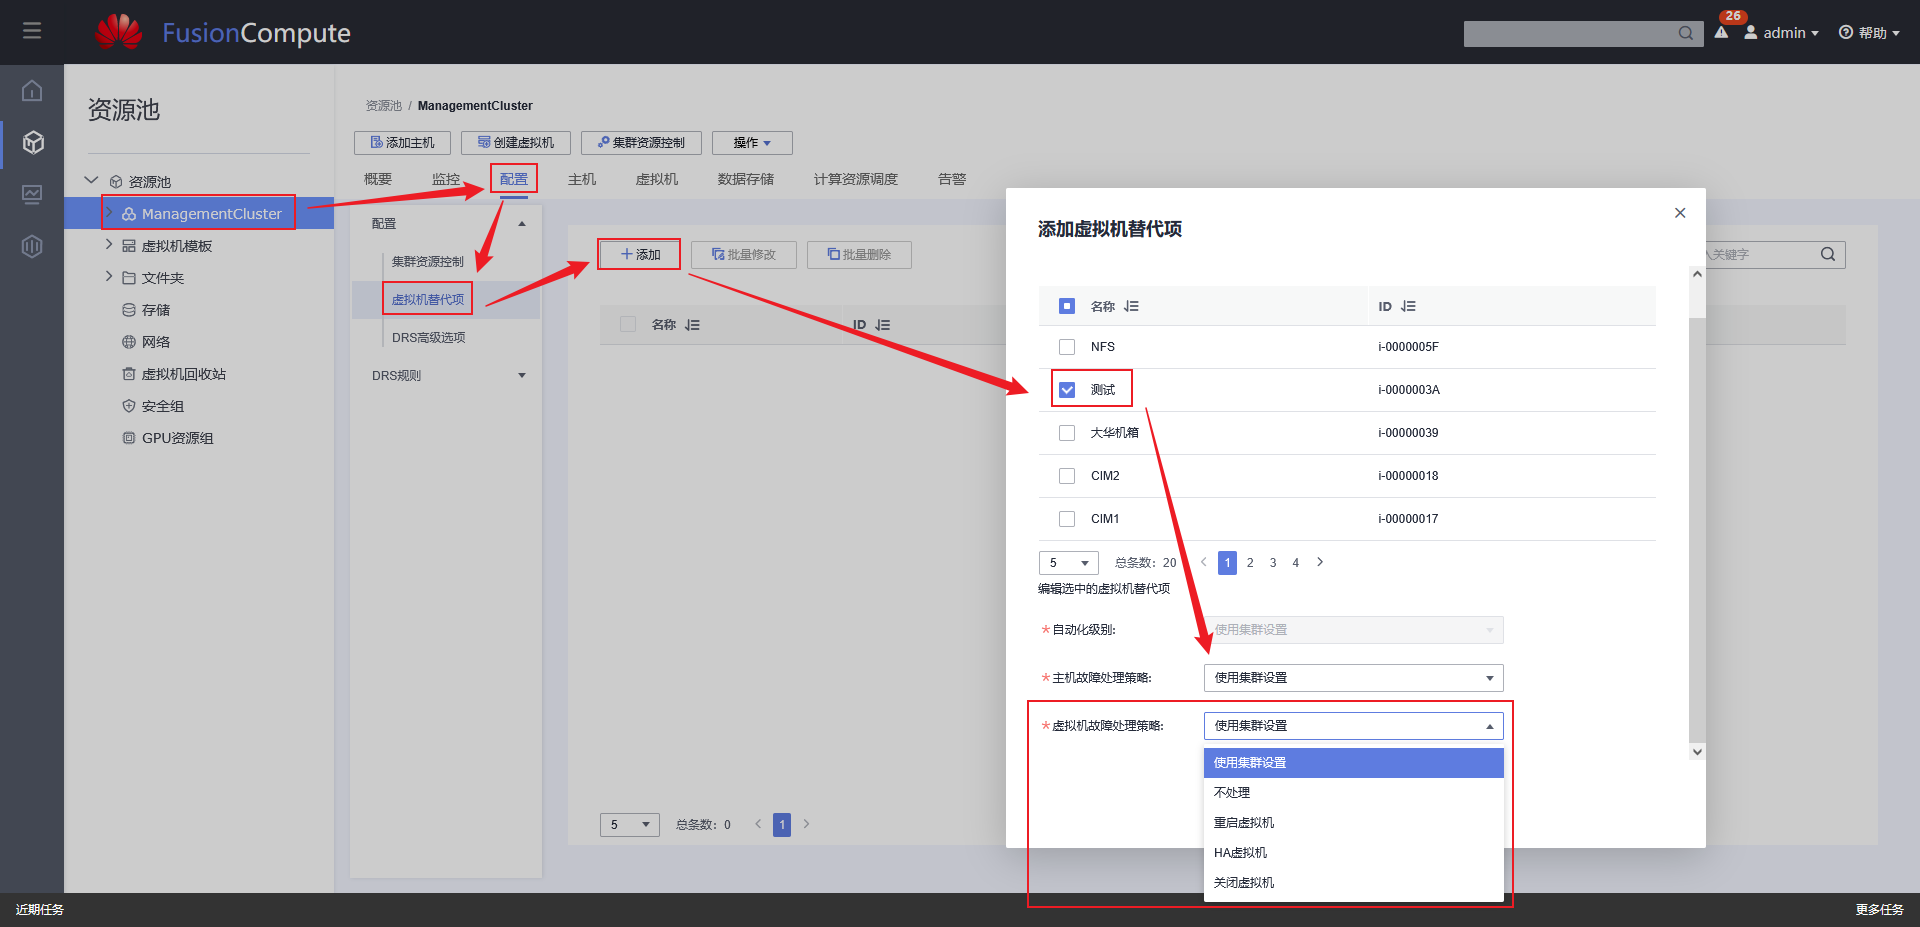 FusionCompute
26
admin
帮助
资源池
资源池
ManagementCluster
虚拟机模板
文件夹
存储
网络
虚拟机回收站
安全组
GPU资源组
资源池 / ManagementCluster
添加主机 创建虚拟机 集群资源控制 操作
概要 监控 配置 主机 虚拟机 数据存储 计算资源调度 告警
配置
集群资源控制
虚拟机替代项
DRS高级选项
DRS规则
添加 批量修改 批量删除
入关键字
名称 ID
5 总条数: 0 1
添加虚拟机替代项
名称 ID
NFS i-0000005F
测试 i-0000003A
大华机箱 i-00000039
CIM2 i-00000018
CIM1 i-00000017
5 总条数: 20 1 2 3 4
编辑选中的虚拟机替代项
*自动化级别: 使用集群设置
*主机故障处理策略: 使用集群设置
*虚拟机故障处理策略: 使用集群设置
使用集群设置
不处理
重启虚拟机
HA虚拟机
关闭虚拟机
近期任务 更多任务